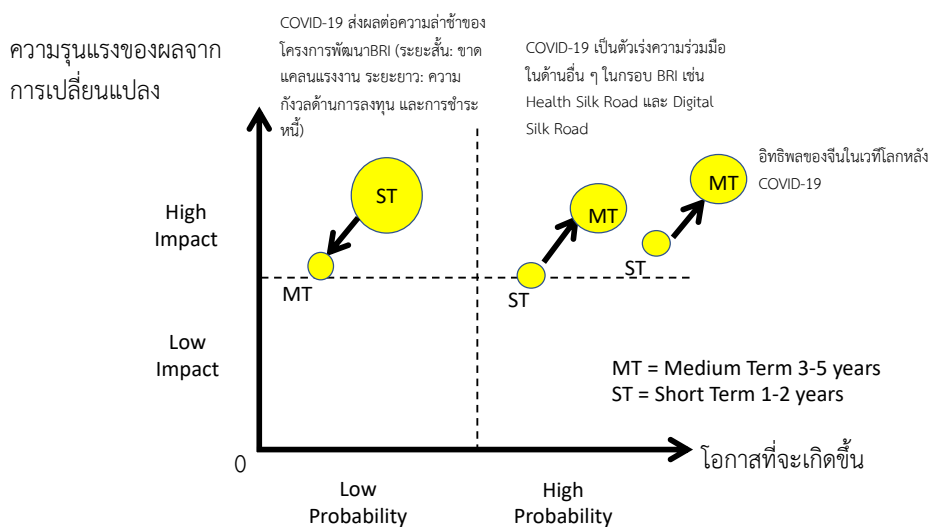 COVID-19 ส่งผลต่อความล่าช้าของ
โครงการพัฒนาBRI (ระยะสั้น: ขาด
แคลนแรงงาน ระยะยาว: ความ
กังวลด้านการลงทุน และการชำระ
หนี้)
ความรุนแรงของผลจาก
การเปลี่ยนแปลง
COVID-19 เป็นตัวเร่งความร่วมมือ
ในด้านอื่น ๆ ในกรอบ BRI เช่น
Health Silk Road และ Digital
Silk Road
อิทธิพลของจีนในเวทีโลกหลัง
COVID-19
High
Impact
ST
MT
MT
ST
MT
ST
Low
Impact
MT = Medium Term 3-5 years
ST = Short Term 1-2 years
0
โอกาสที่จะเกิดขึ้น
Low
Probability
High
Probability